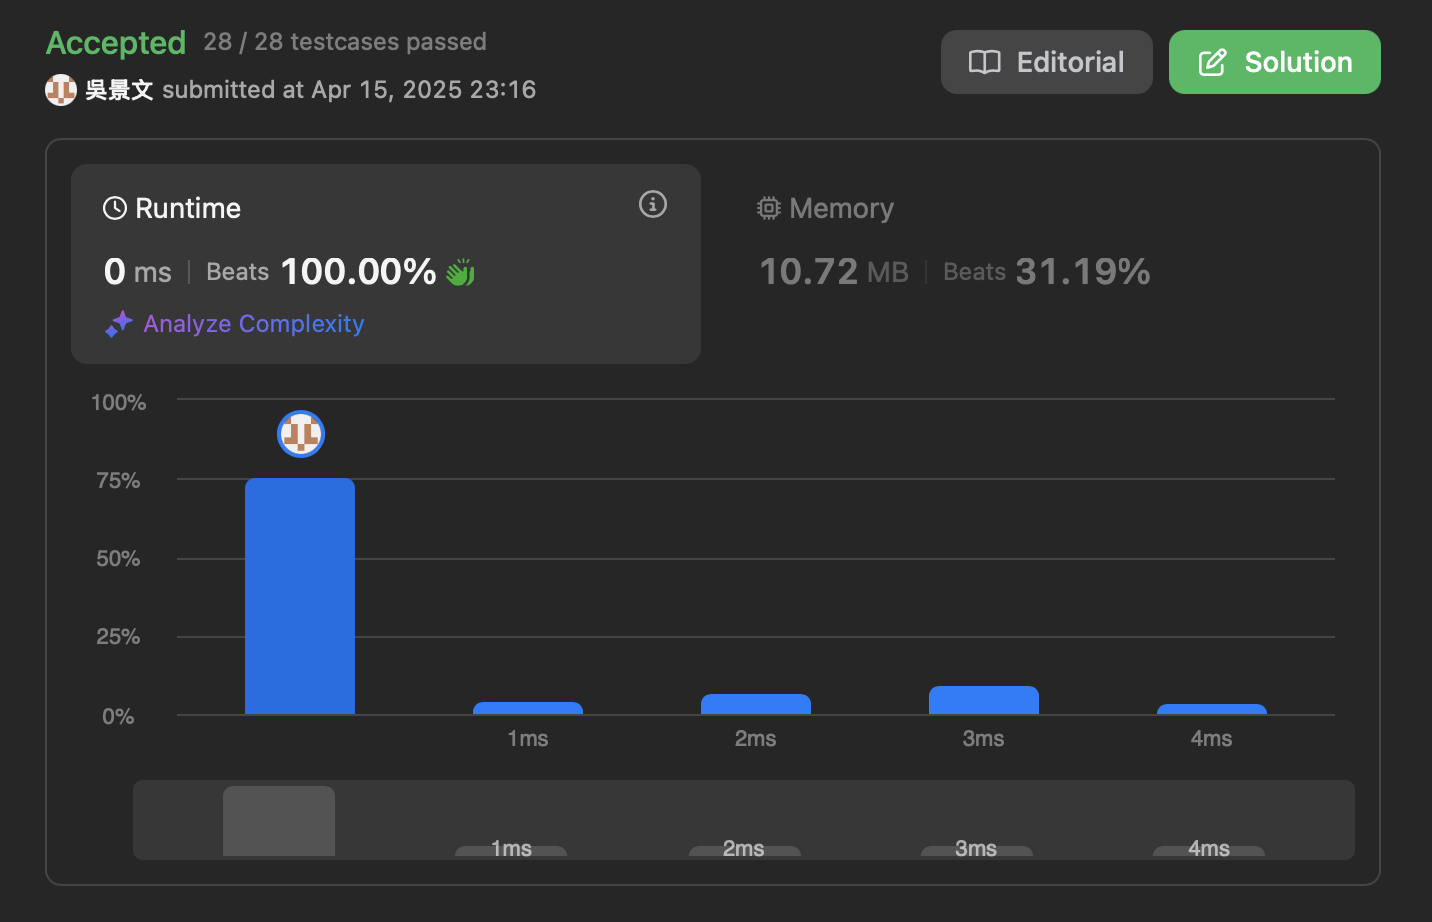 Accepted 28 / 28 testcases passed
吳景文 submitted at Apr 15, 2025 23:16
Editorial
Solution
Runtime
0 ms | Beats 100.00%
Analyze Complexity
Memory
10.72 MB | Beats 31.19%
100%
75%
50%
25%
0%
1ms 2ms 3ms 4ms
1ms 2ms 3ms 4ms